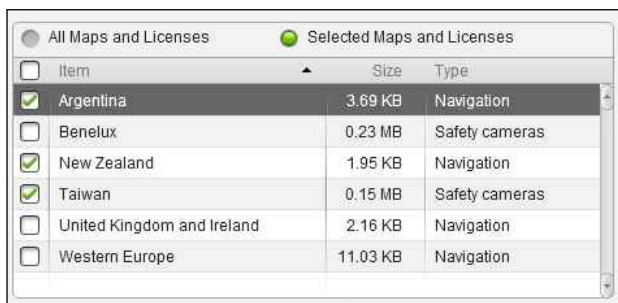 All Maps and Licenses Selected Maps and Licenses
Item Size Type
Argentina 3.69 KB Navigation
Benelux 0.23 MB Safety cameras
New Zealand 1.95 KB Navigation
Taiwan 0.15 MB Safety cameras
United Kingdom and Ireland 2.16 KB Navigation
Western Europe 11.03 KB Navigation